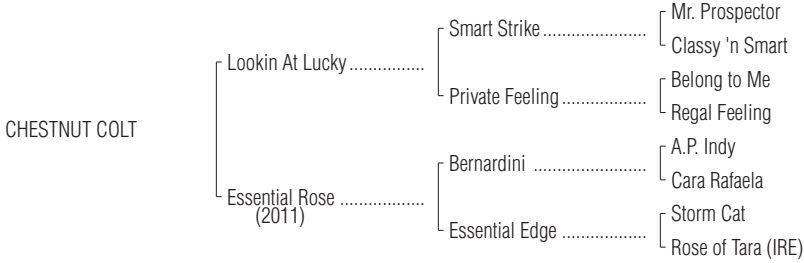 Mr. Prospector
Smart Strike......................
Classy 'n Smart
Lookin At Lucky................
Belong to Me
Private Feeling...................
Regal Feeling
CHESTNUT COLT
A.P. Indy
Bernardini ......................
Cara Rafaela
Essential Rose .................
(2011)
Storm Cat
Essential Edge .................
Rose of Tara (IRE)